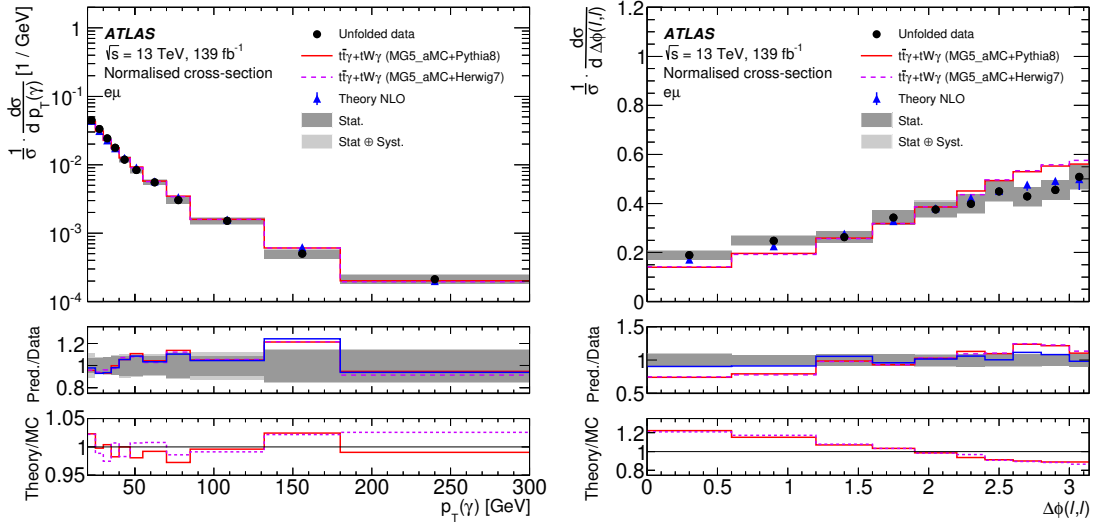 ATLAS
√s = 13 TeV, 139 fb⁻¹
Normalised cross-section
eμ
Unfolded data
tt̄γ+tWγ (MG5_aMC+Pythia8)
tt̄γ+tWγ (MG5_aMC+Herwig7)
Theory NLO
Stat.
Stat ⊕ Syst.
1/σ · dσ/d p_T(γ) [1 / GeV]
10⁻¹
10⁻²
10⁻³
10⁻⁴
1
Pred./Data
1.2
1
0.8
Theory/MC
1.05
1.00
0.95
50 100 150 200 250 300
p_T(γ) [GeV]
ATLAS
√s = 13 TeV, 139 fb⁻¹
Normalised cross-section
eμ
Unfolded data
tt̄γ+tWγ (MG5_aMC+Pythia8)
tt̄γ+tWγ (MG5_aMC+Herwig7)
Theory NLO
Stat.
Stat ⊕ Syst.
1/σ · dσ/d Δϕ(l,l)
1.2
1
0.8
0.6
0.4
0.2
0
Pred./Data
1.5
1.0
0.5
Theory/MC
1.2
1.0
0.8
0 0.5 1 1.5 2 2.5 3
Δϕ(l,l)